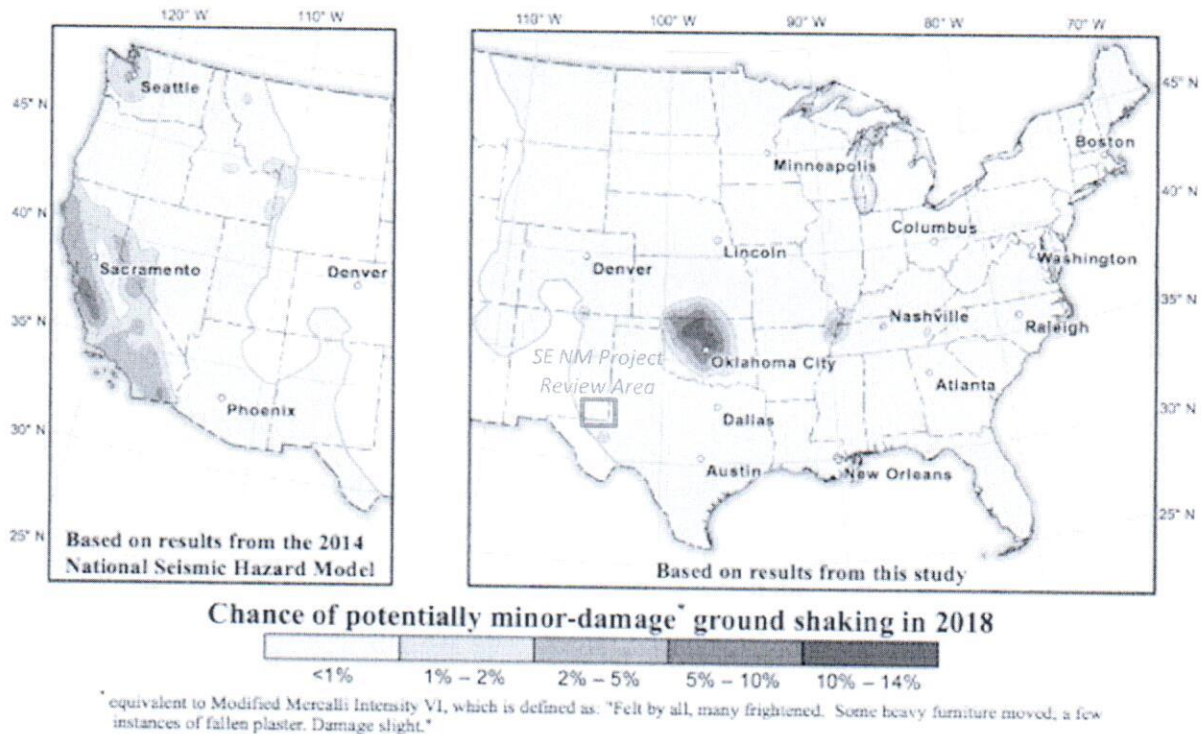 120° W 110° W
100° W 90° W 80° W 70° W
45° N
40° N
35° N
30° N
25° N
Seattle
Sacramento
Denver
Phoenix
Based on results from the 2014
National Seismic Hazard Model
45° N
40° N
35° N
30° N
25° N
Minneapolis
Boston
Columbus
Lincoln
Denver
Washington
Nashville
Raleigh
Oklahoma City
SE NM Project
Review Area
Atlanta
Dallas
Austin
New Orleans
Based on results from this study
Chance of potentially minor-damage* ground shaking in 2018
<1% 1% – 2% 2% – 5% 5% – 10% 10% – 14%
* equivalent to Modified Mercalli Intensity VI, which is defined as: "Felt by all, many frightened. Some heavy furniture moved, a few
instances of fallen plaster. Damage slight."